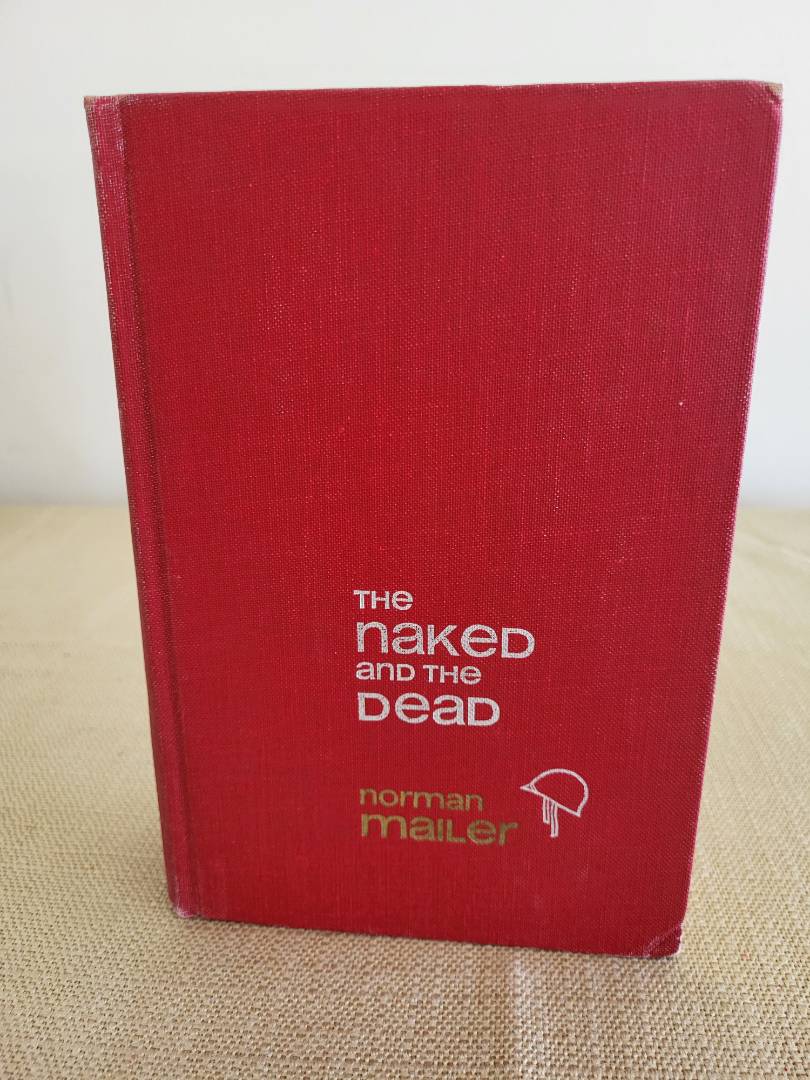 THe
naKeD
anD THe
DeaD
norman
maiLer